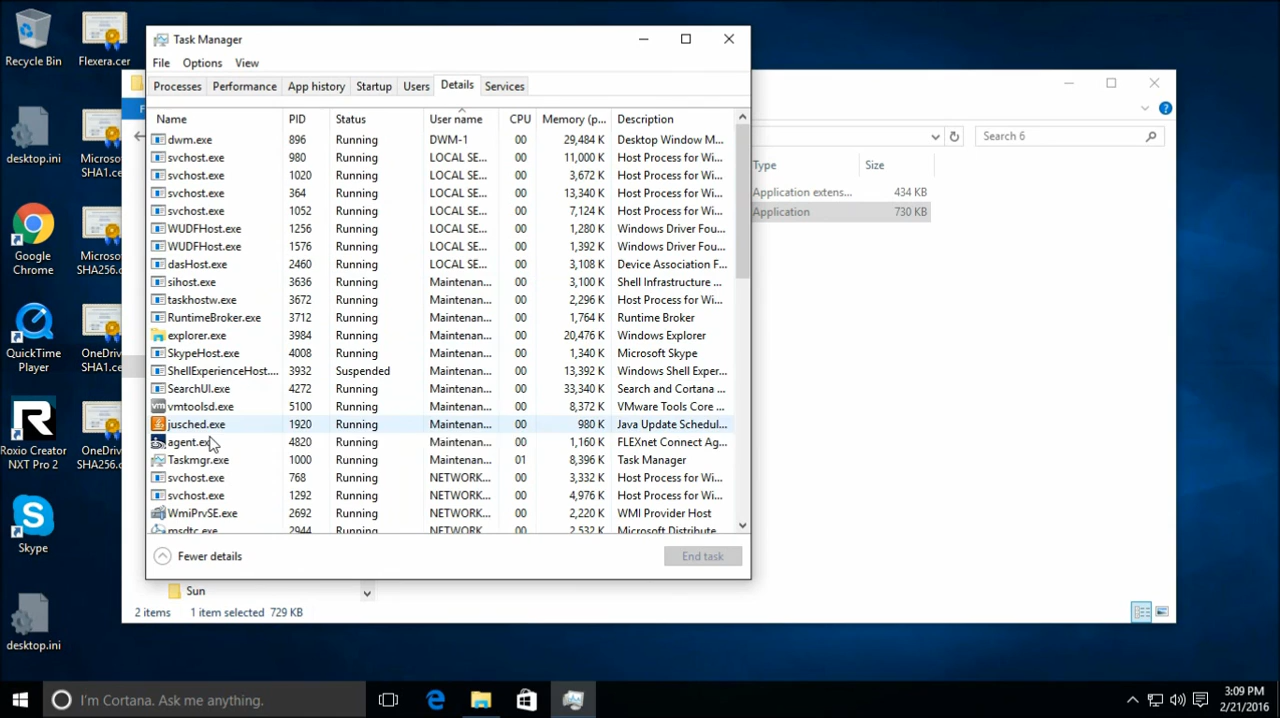 Recycle Bin
Flexera.cer
desktop.ini
Microso
SHA1.ce
Google
Chrome
Microso
SHA256.c
QuickTime
Player
OneDriv
SHA1.ce
Roxio Creator
NXT Pro 2
OneDriv
SHA256.c
Skype
desktop.ini
Task Manager
File Options View
Processes Performance App history Startup Users Details Services
Name PID Status User name CPU Memory (p... Description
dwm.exe 896 Running DWM-1 00 29,484 K Desktop Window M...
svchost.exe 980 Running LOCAL SE... 00 11,000 K Host Process for Wi...
svchost.exe 1020 Running LOCAL SE... 00 3,672 K Host Process for Wi...
svchost.exe 364 Running LOCAL SE... 00 13,340 K Host Process for Wi...
svchost.exe 1052 Running LOCAL SE... 00 7,124 K Host Process for Wi...
WUDFHost.exe 1256 Running LOCAL SE... 00 1,280 K Windows Driver Fou...
WUDFHost.exe 1576 Running LOCAL SE... 00 1,392 K Windows Driver Fou...
dasHost.exe 2460 Running LOCAL SE... 00 3,108 K Device Association F...
sihost.exe 3636 Running Maintenan... 00 3,100 K Shell Infrastructure ...
taskhostw.exe 3672 Running Maintenan... 00 2,296 K Host Process for Wi...
RuntimeBroker.exe 3712 Running Maintenan... 00 1,764 K Runtime Broker
explorer.exe 3984 Running Maintenan... 00 20,476 K Windows Explorer
SkypeHost.exe 4008 Running Maintenan... 00 1,340 K Microsoft Skype
ShellExperienceHost.... 3932 Suspended Maintenan... 00 13,392 K Windows Shell Exper...
SearchUI.exe 4272 Running Maintenan... 00 33,340 K Search and Cortana ...
vmtoolsd.exe 5100 Running Maintenan... 00 8,372 K VMware Tools Core ...
jusched.exe 1920 Running Maintenan... 00 980 K Java Update Schedul...
agent.ex 4820 Running Maintenan... 00 1,160 K FLEXnet Connect Ag...
Taskmgr.exe 1000 Running Maintenan... 01 8,396 K Task Manager
svchost.exe 768 Running NETWORK... 00 3,332 K Host Process for Wi...
svchost.exe 1292 Running NETWORK... 00 4,976 K Host Process for Wi...
WmiPrvSE.exe 2692 Running NETWORK... 00 2,220 K WMI Provider Host
msdtc.exe 2944 Running NETWORK... 00 2,532 K Microsoft Distribute...
Fewer details End task
F
Search 6
Type Size
Application extens... 434 KB
Application 730 KB
Sun
2 items 1 item selected 729 KB
I'm Cortana. Ask me anything.
3:09 PM
2/21/2016